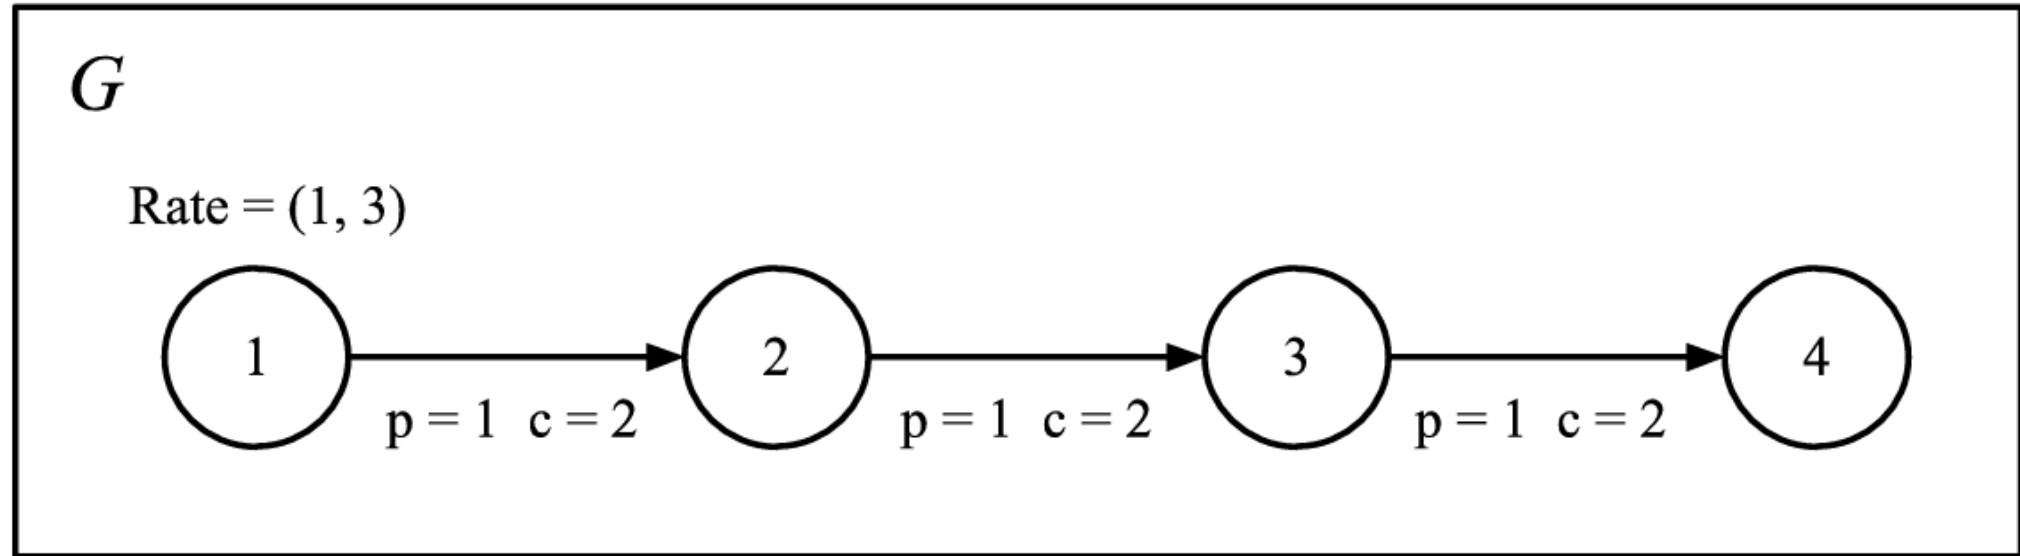 G
Rate = (1, 3)
1 2 3 4
p = 1 c = 2 p = 1 c = 2 p = 1 c = 2